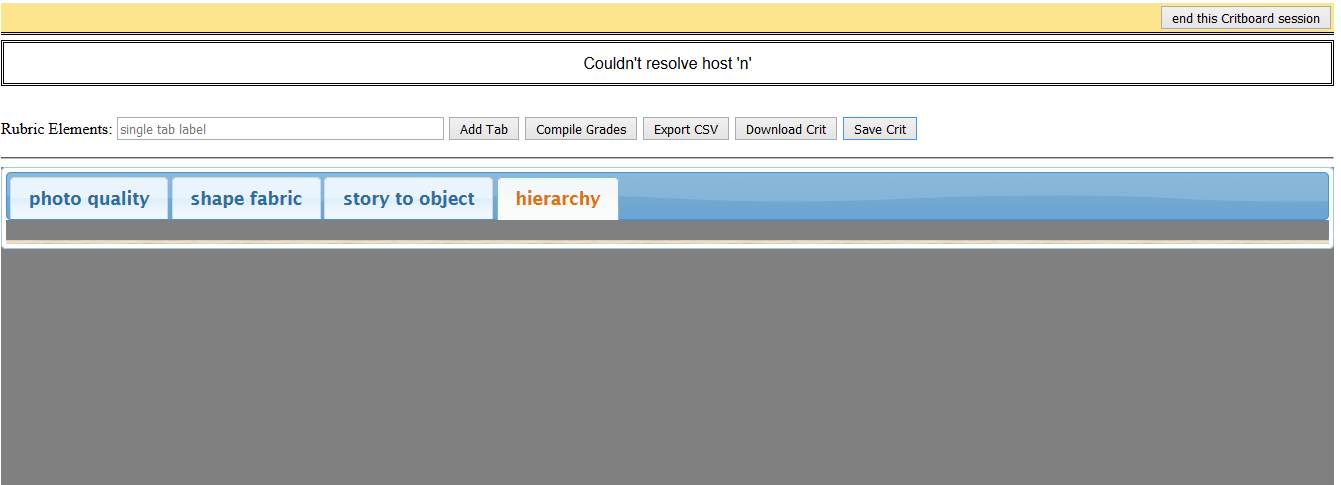 end this Critboard session
Couldn't resolve host 'n'
Rubric Elements: single tab label Add Tab Compile Grades Export CSV Download Crit Save Crit
photo quality shape fabric story to object hierarchy